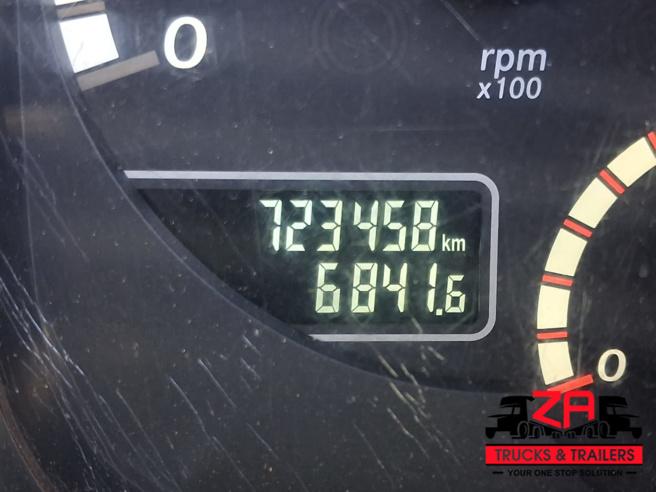 0
rpm
x100
723458 km
6841.6
0
ZA
TRUCKS & TRAILERS
YOUR ONE STOP SOLUTION